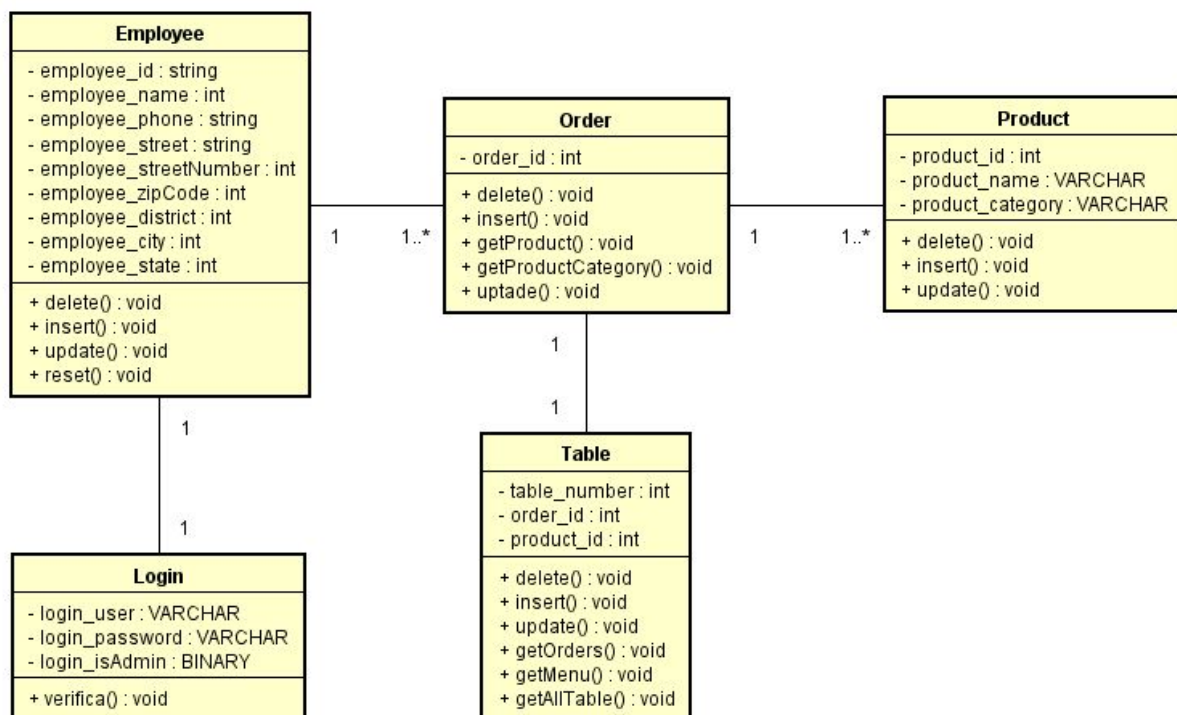 Employee
- employee_id : string
- employee_name : int
- employee_phone : string
- employee_street : string
- employee_streetNumber : int
- employee_zipCode : int
- employee_district : int
- employee_city : int
- employee_state : int
+ delete() : void
+ insert() : void
+ update() : void
+ reset() : void
1
1..*
Order
- order_id : int
+ delete() : void
+ insert() : void
+ getProduct() : void
+ getProductCategory() : void
+ uptade() : void
1
1..*
Product
- product_id : int
- product_name : VARCHAR
- product_category : VARCHAR
+ delete() : void
+ insert() : void
+ update() : void
1
1
Login
- login_user : VARCHAR
- login_password : VARCHAR
- login_isAdmin : BINARY
+ verifica() : void
1
1
Table
- table_number : int
- order_id : int
- product_id : int
+ delete() : void
+ insert() : void
+ update() : void
+ getOrders() : void
+ getMenu() : void
+ getAllTable() : void